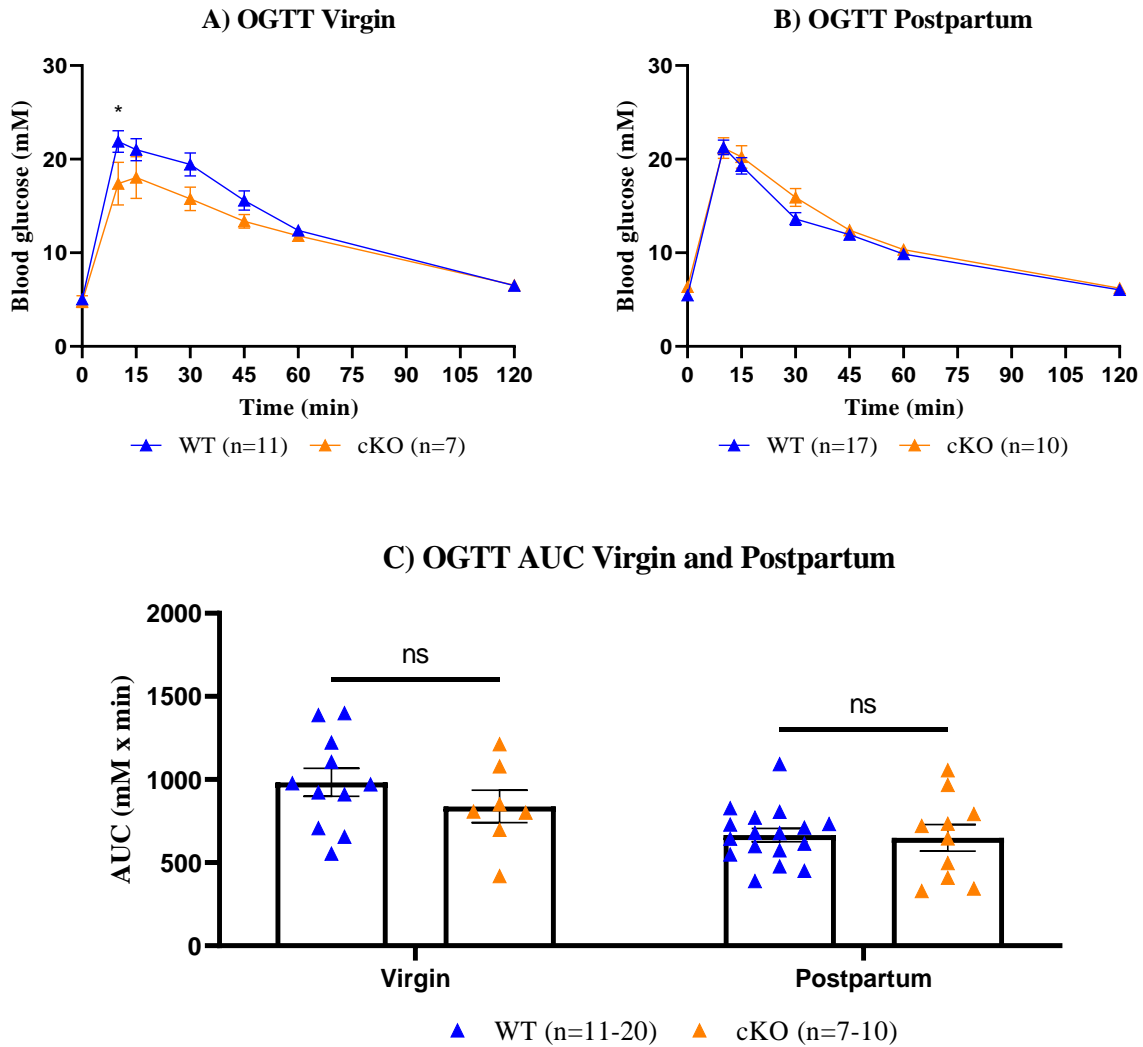 A) OGTT Virgin
Blood glucose (mM)
30
20
10
0
*
0 15 30 45 60 75 90 105 120
Time (min)
WT (n=11) cKO (n=7)
B) OGTT Postpartum
Blood glucose (mM)
30
20
10
0
0 15 30 45 60 75 90 105 120
Time (min)
WT (n=17) cKO (n=10)
C) OGTT AUC Virgin and Postpartum
AUC (mM x min)
2000
1500
1000
500
0
ns
ns
Virgin Postpartum
WT (n=11-20) cKO (n=7-10)